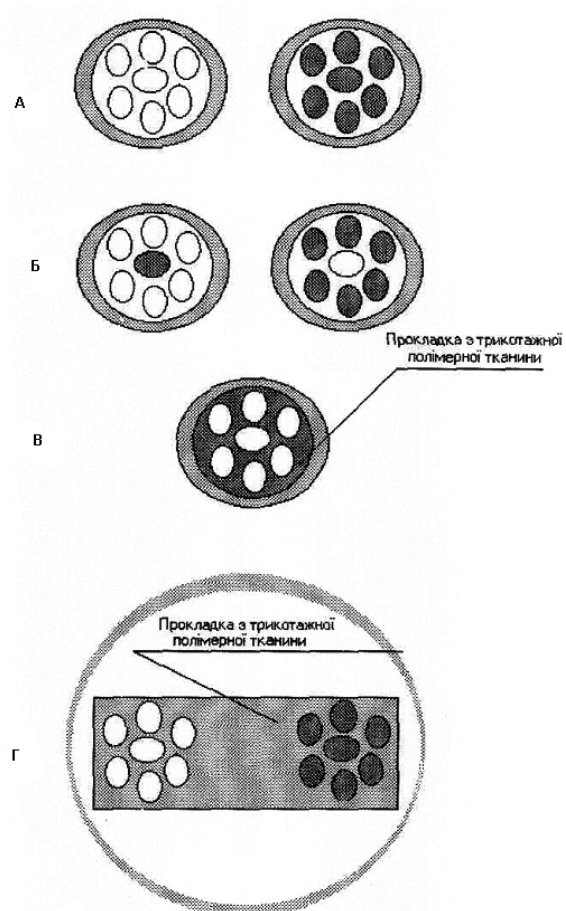 А
Б
Прокладка з трикотажної
полімерної тканини
В
Прокладка з трикотажної
полімерної тканини
Г